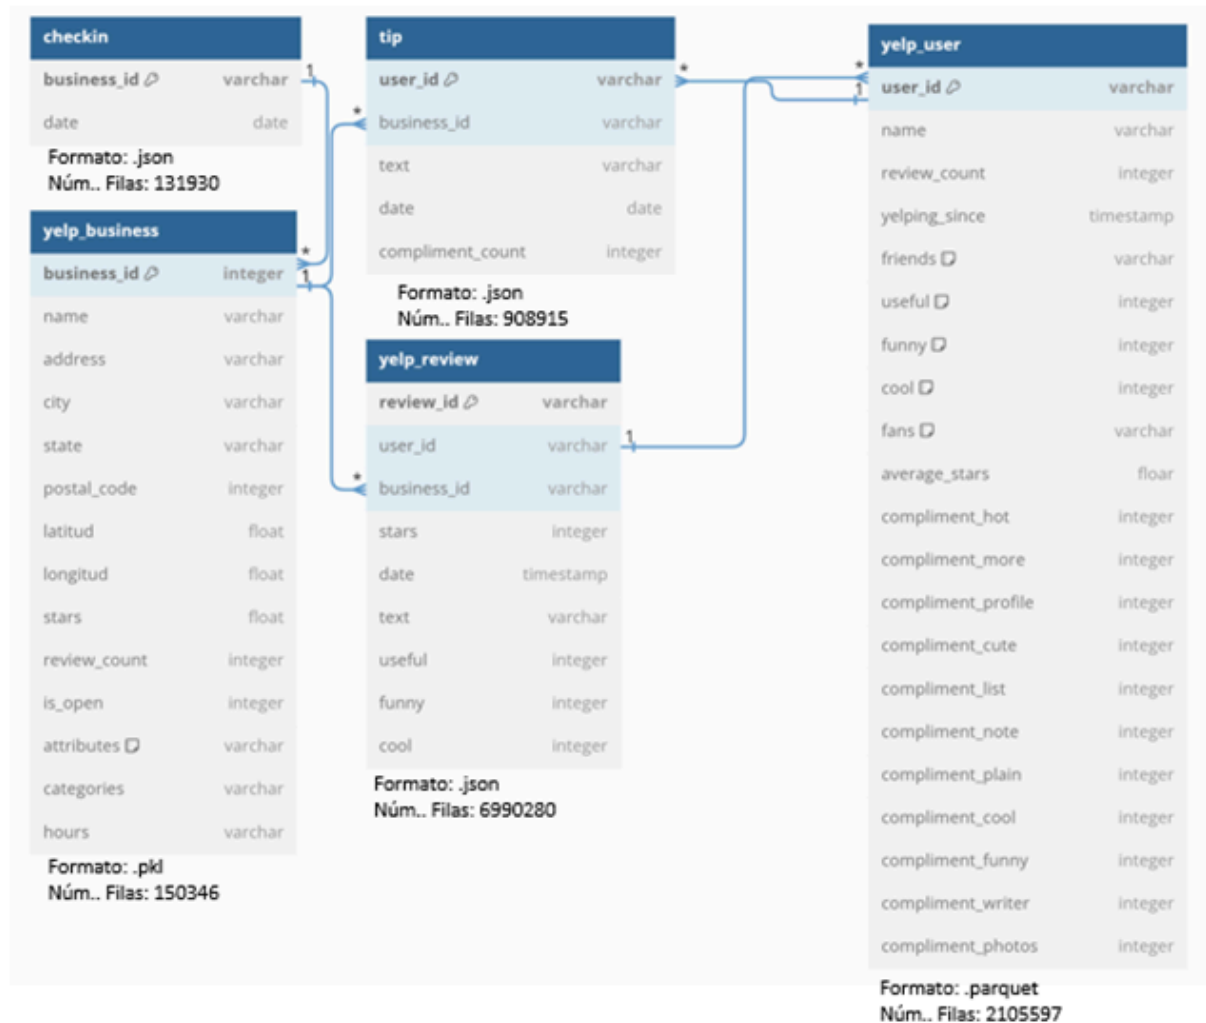 checkin
business_id varchar
date date
Formato: .json
Núm.. Filas: 131930
yelp_business
business_id integer
name varchar
address varchar
city varchar
state varchar
postal_code integer
latitud float
longitud float
stars float
review_count integer
is_open integer
attributes varchar
categories varchar
hours varchar
Formato: .pkl
Núm.. Filas: 150346
tip
user_id varchar
business_id varchar
text varchar
date date
compliment_count integer
Formato: .json
Núm.. Filas: 908915
yelp_review
review_id varchar
user_id varchar
business_id varchar
stars integer
date timestamp
text varchar
useful integer
funny integer
cool integer
Formato: .json
Núm.. Filas: 6990280
yelp_user
user_id varchar
name varchar
review_count integer
yelping_since timestamp
friends varchar
useful integer
funny integer
cool integer
fans varchar
average_stars floar
compliment_hot integer
compliment_more integer
compliment_profile integer
compliment_cute integer
compliment_list integer
compliment_note integer
compliment_plain integer
compliment_cool integer
compliment_funny integer
compliment_writer integer
compliment_photos integer
Formato: .parquet
Núm.. Filas: 2105597
1
*
*
1
*
1
*
*
1